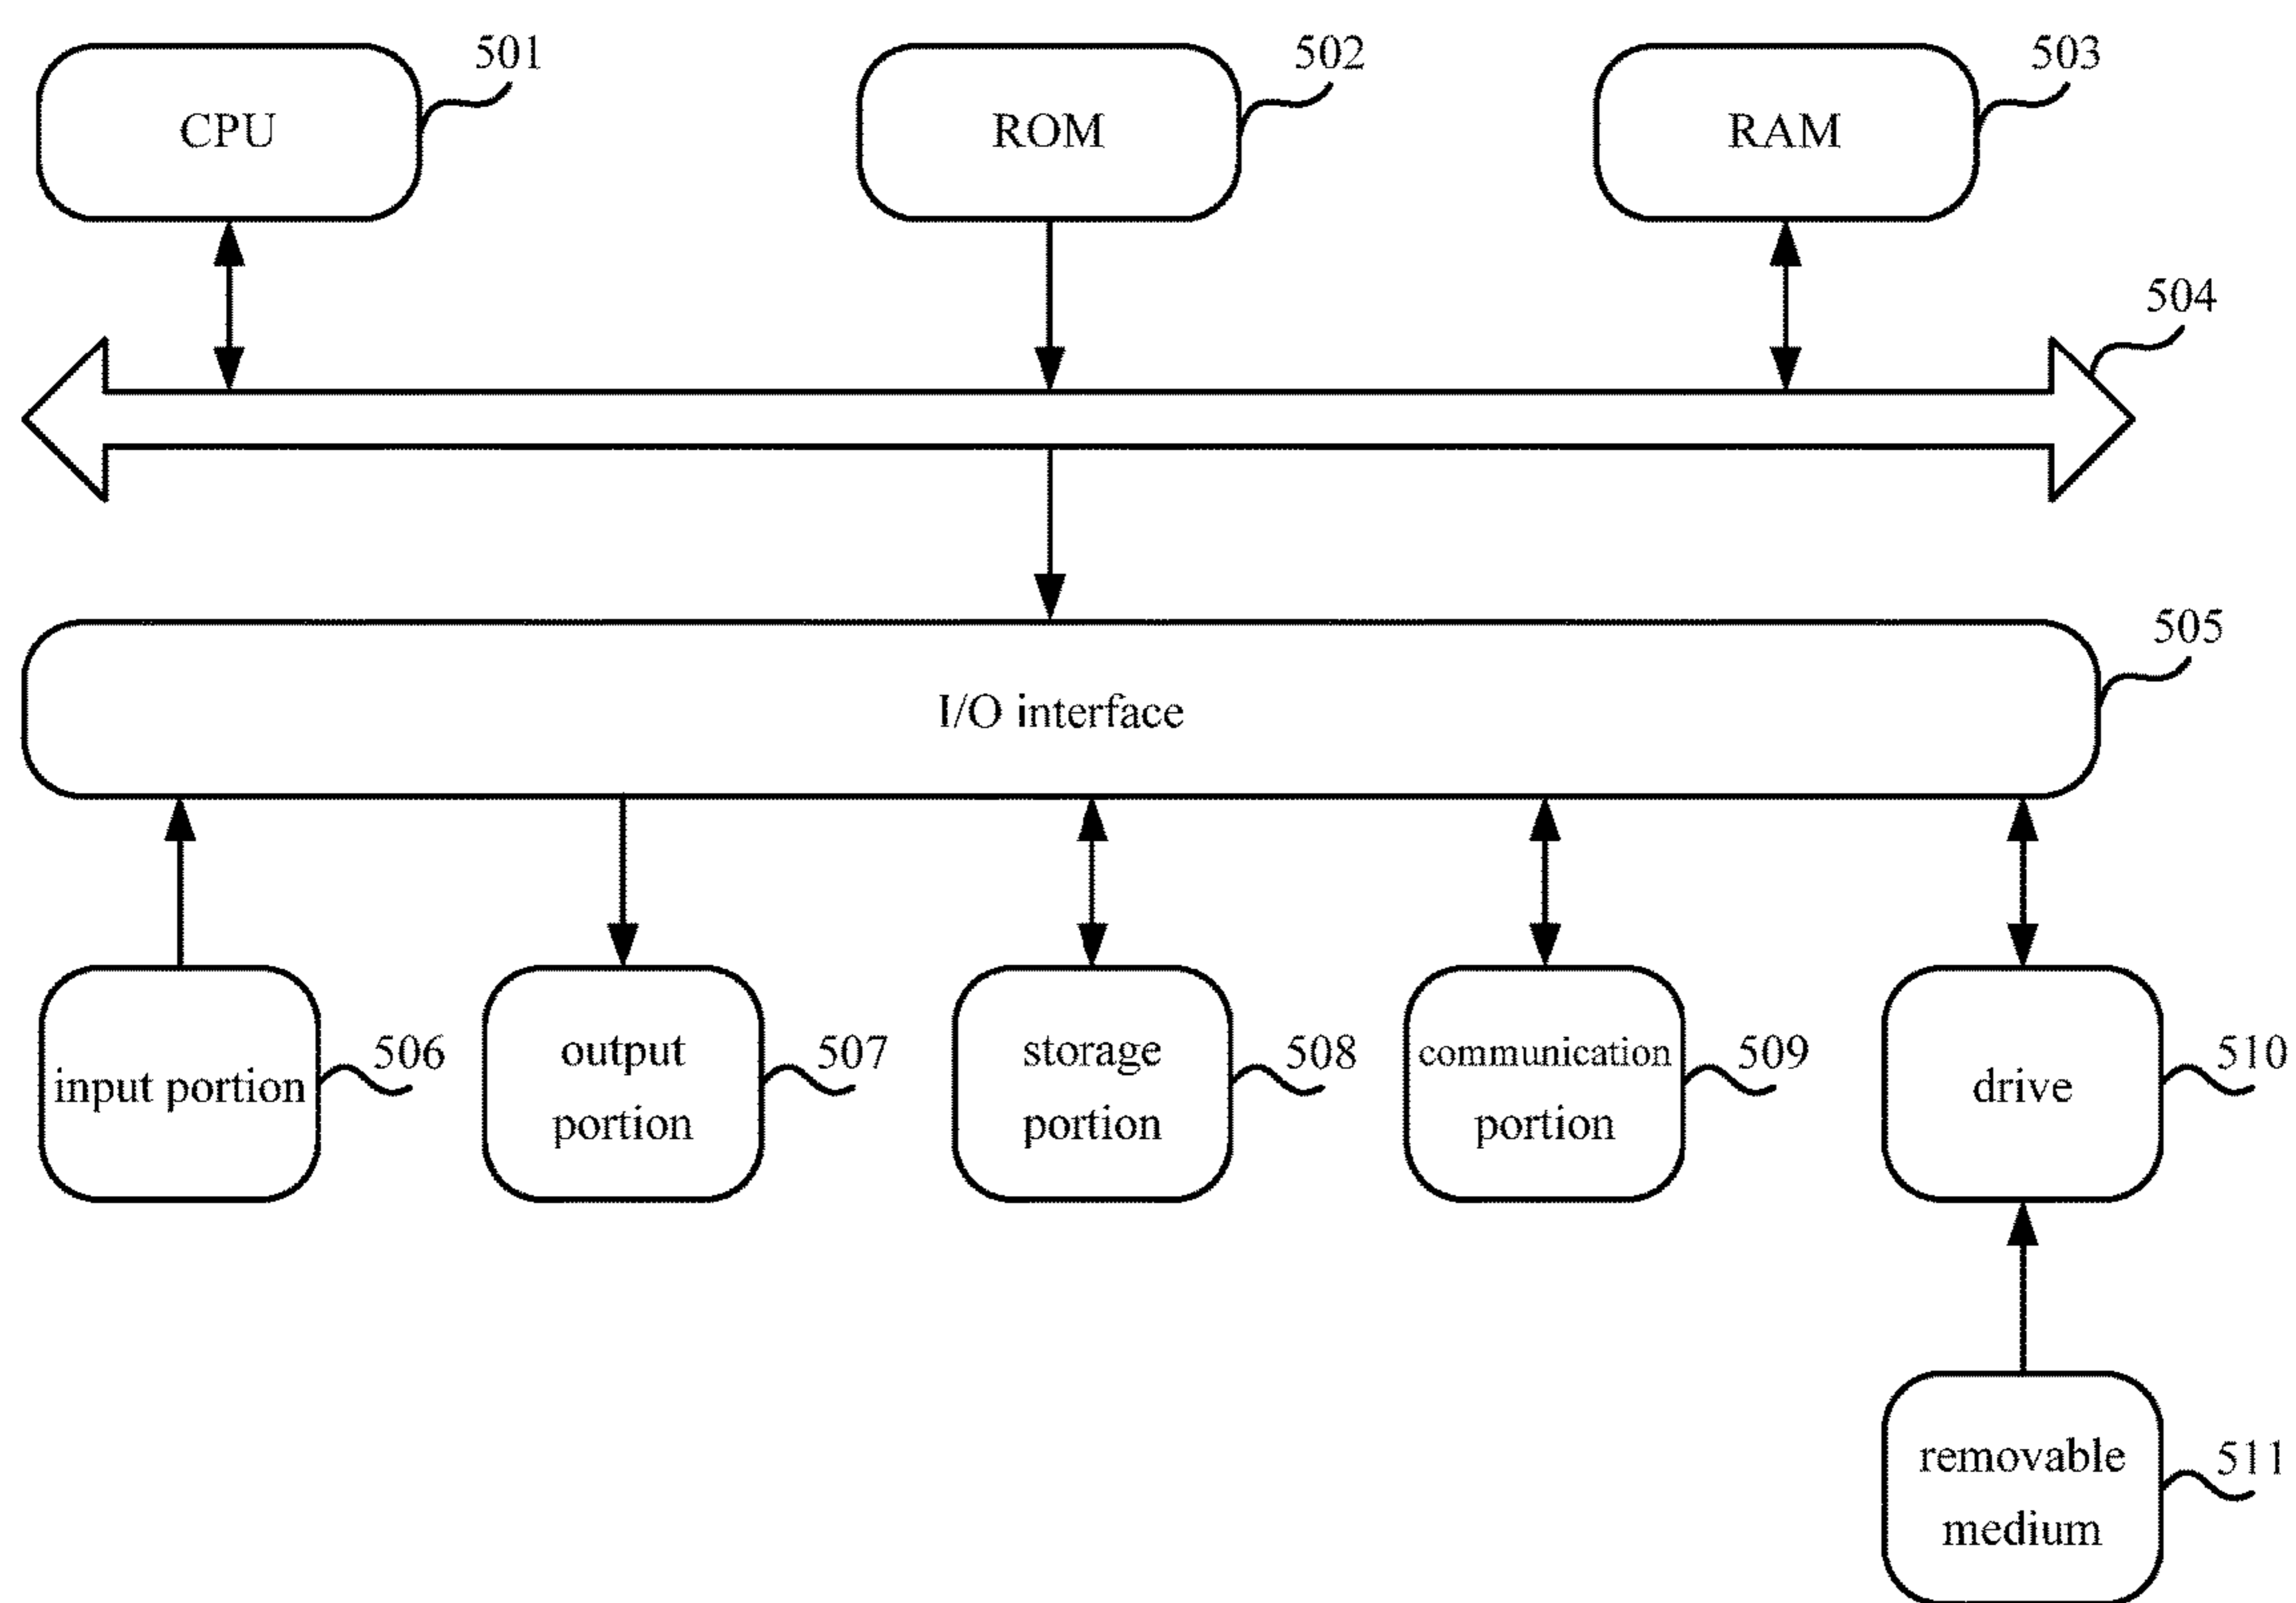 501
502
503
CPU
ROM
RAM
504
505
I/O interface
input portion
506
output
portion
507
storage
portion
508
communication
portion
509
drive
510
removable
medium
511